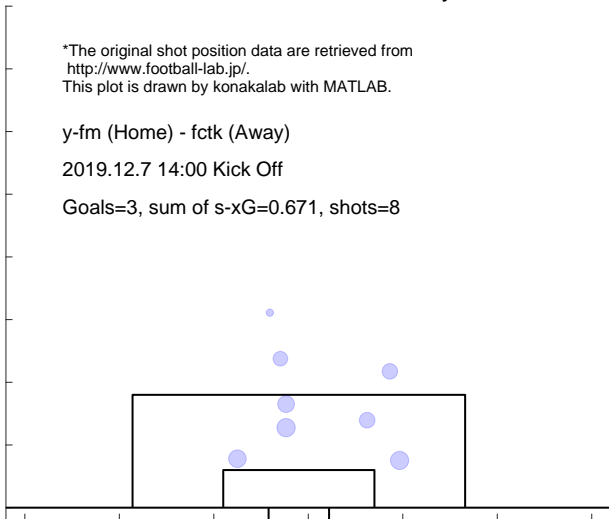 *The original shot position data are retrieved from
http://www.football-lab.jp/.
This plot is drawn by konakalab with MATLAB.
y-fm (Home) - fctk (Away)
2019.12.7 14:00 Kick Off
Goals=3, sum of s-xG=0.671, shots=8